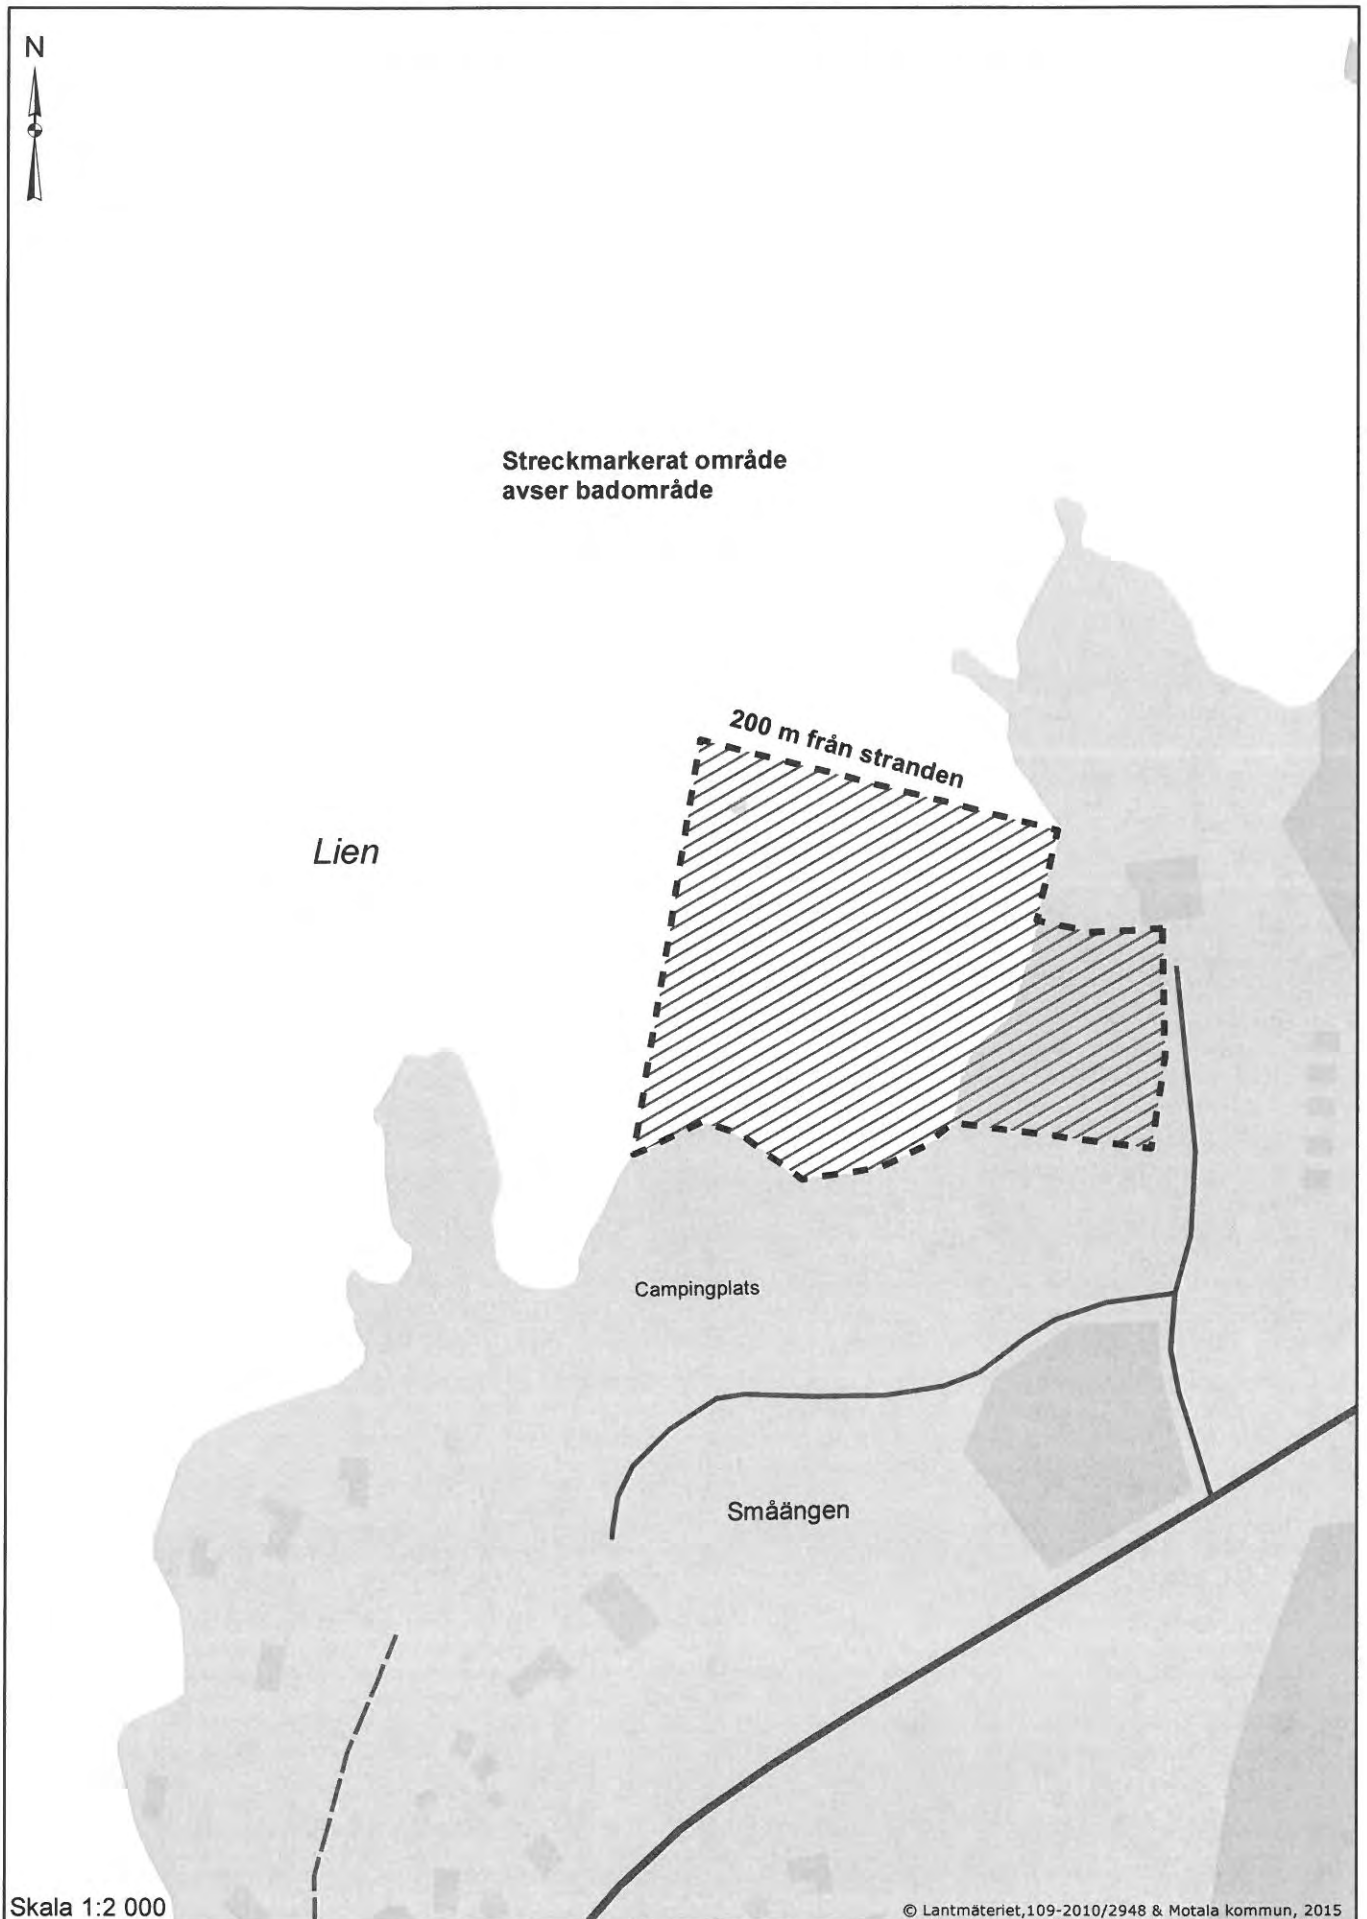 N
Streckmarkerat område
avser badområde
200 m från stranden
Lien
Campingplats
Småängen
Skala 1:2 000
© Lantmäteriet,109-2010/2948 & Motala kommun, 2015